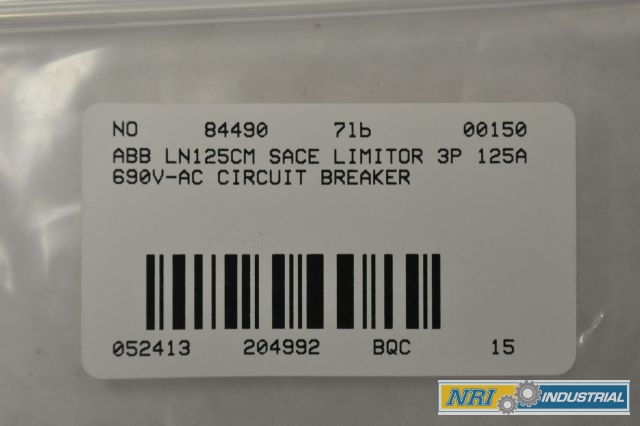 NO 84490 7lb 00150
ABB LN125CM SACE LIMITOR 3P 125A
690V-AC CIRCUIT BREAKER
052413 204992 BQC 15
NRI INDUSTRIAL